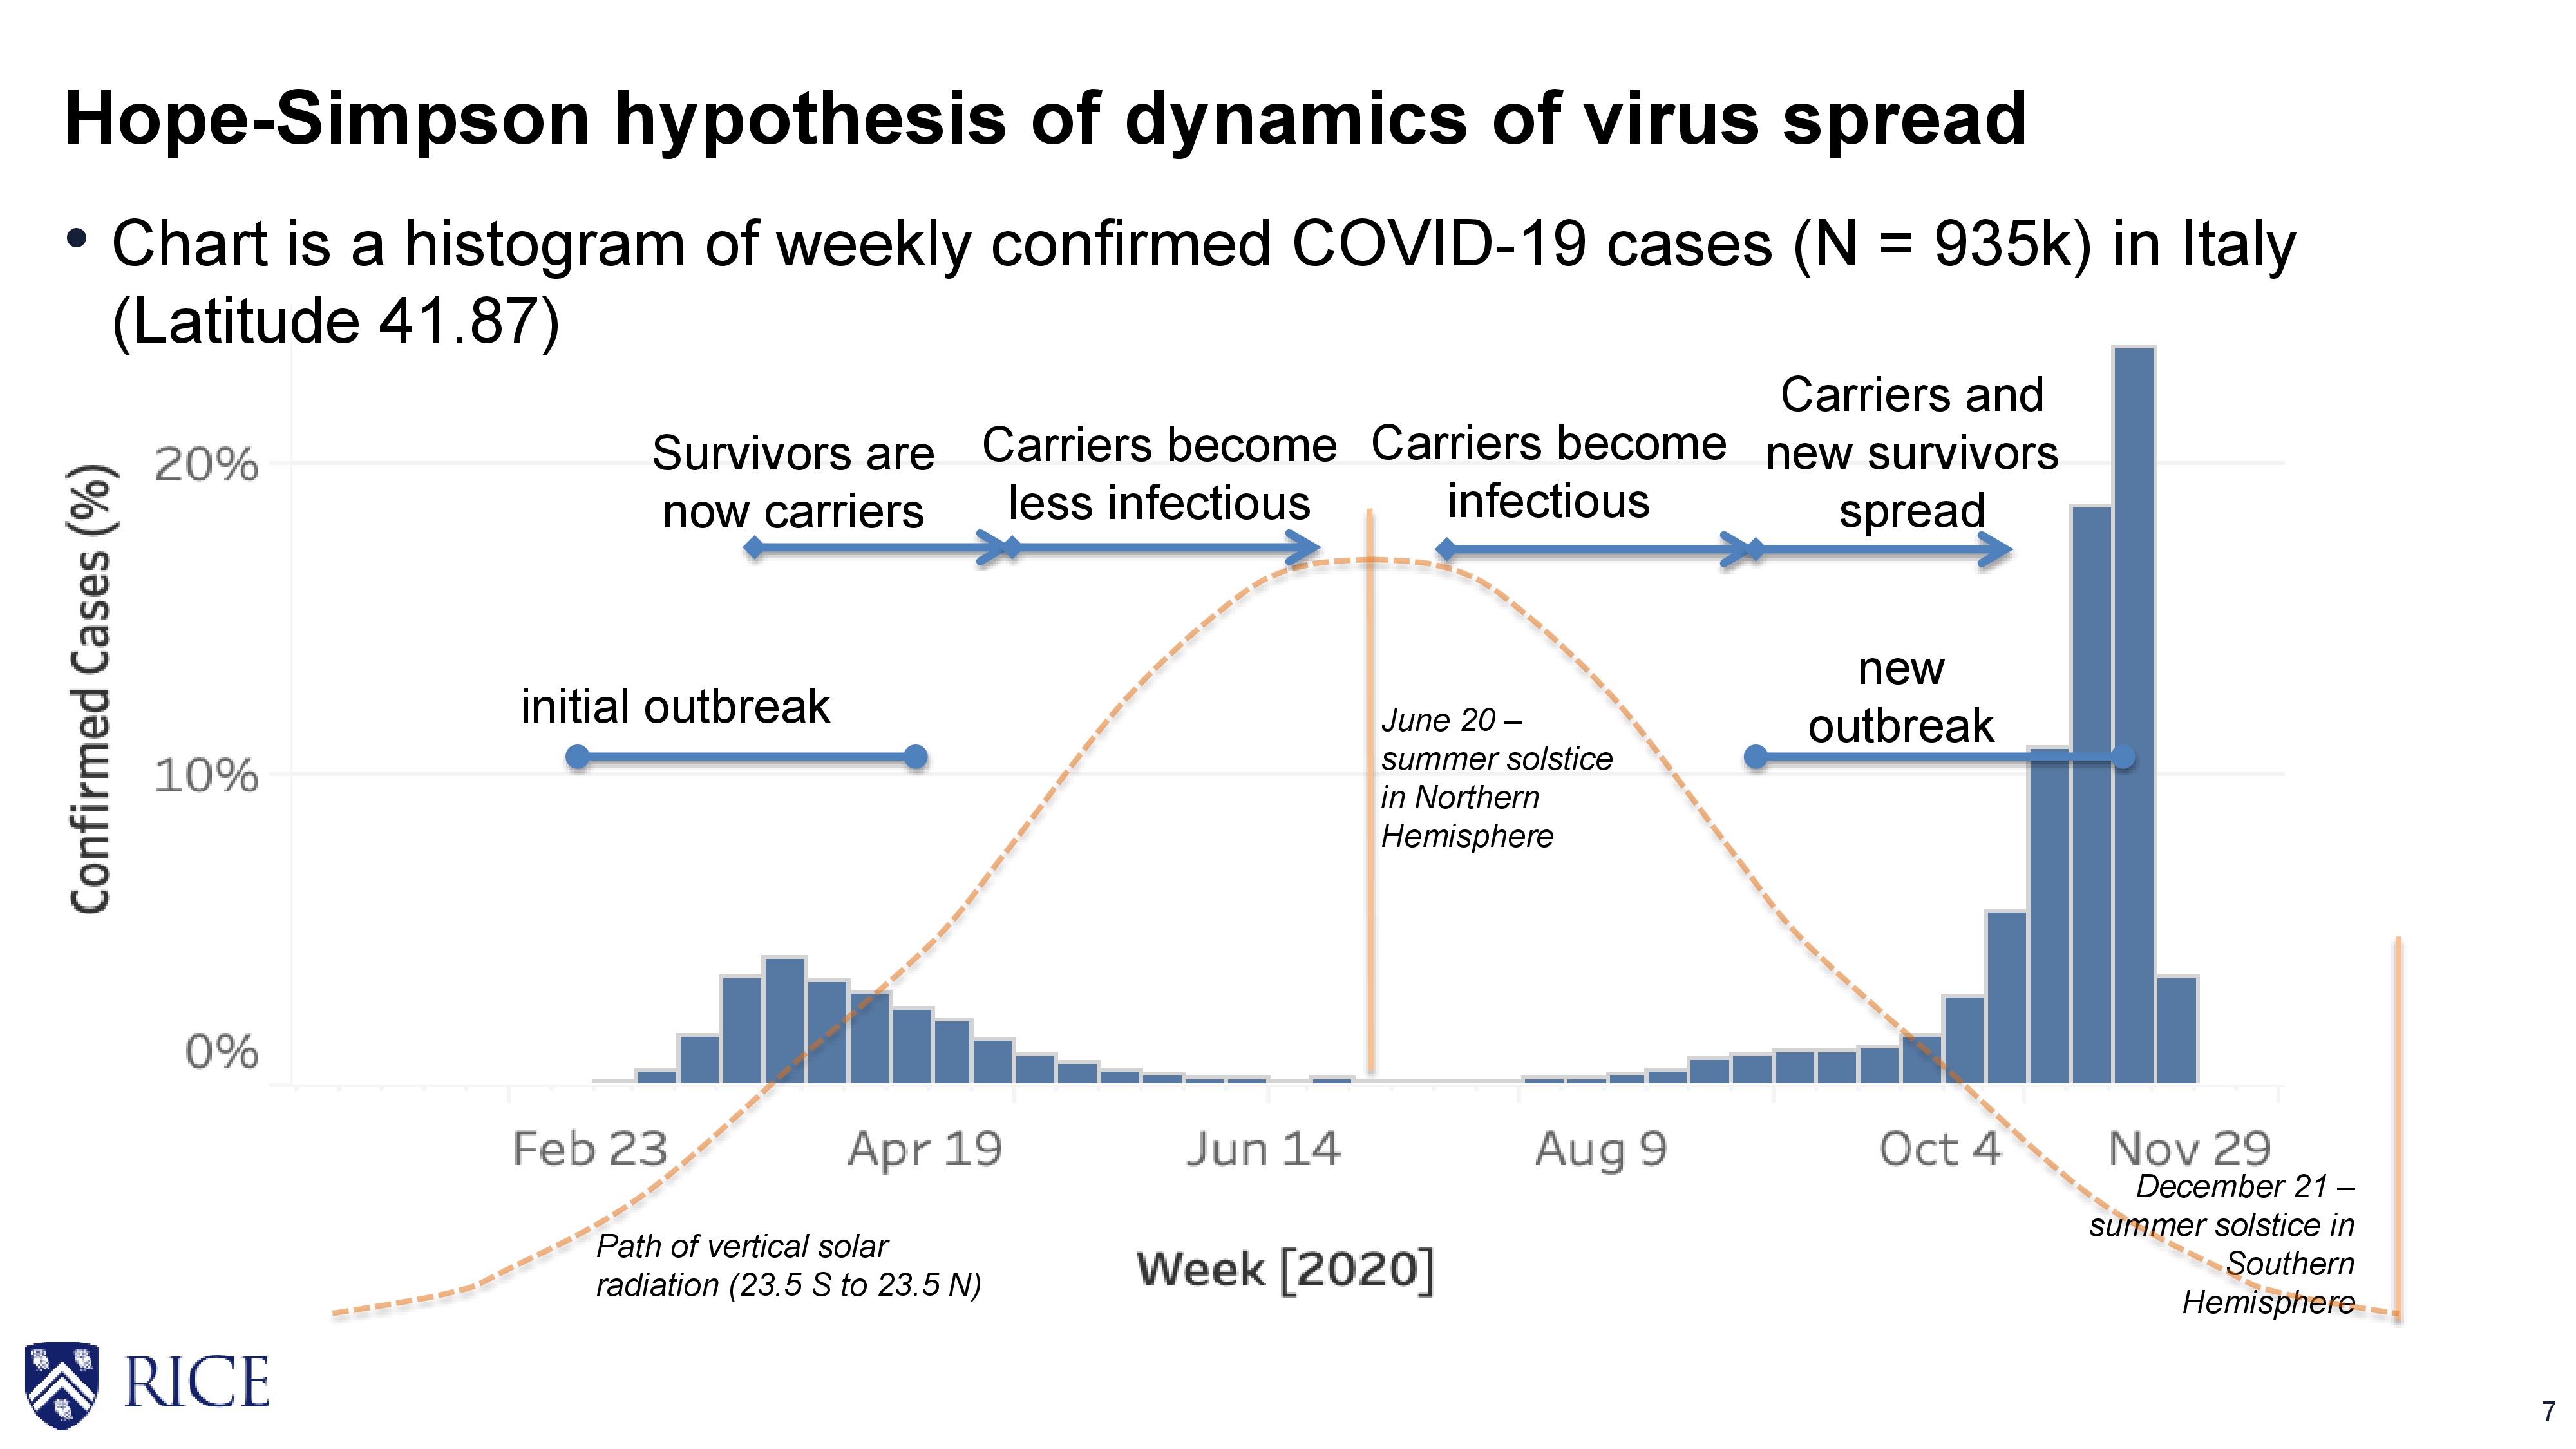 Hope-Simpson hypothesis of dynamics of virus spread
• Chart is a histogram of weekly confirmed COVID-19 cases (N = 935k) in Italy
(Latitude 41.87)
Confirmed Cases (%)
20%
10%
0%
Survivors are
now carriers
Carriers become
less infectious
Carriers become
infectious
Carriers and
new survivors
spread
initial outbreak
new
outbreak
June 20 –
summer solstice
in Northern
Hemisphere
Feb 23
Apr 19
Jun 14
Aug 9
Oct 4
Nov 29
December 21 –
summer solstice in
Southern
Hemisphere
Path of vertical solar
radiation (23.5 S to 23.5 N)
Week [2020]
RICE
7